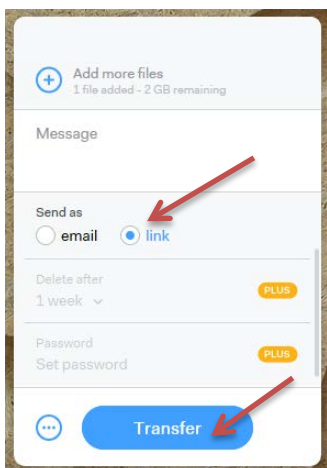 Add more files
1 file added - 2 GB remaining
Message
Send as
email link
Delete after
1 week
PLUS
Password
Set password
PLUS
Transfer